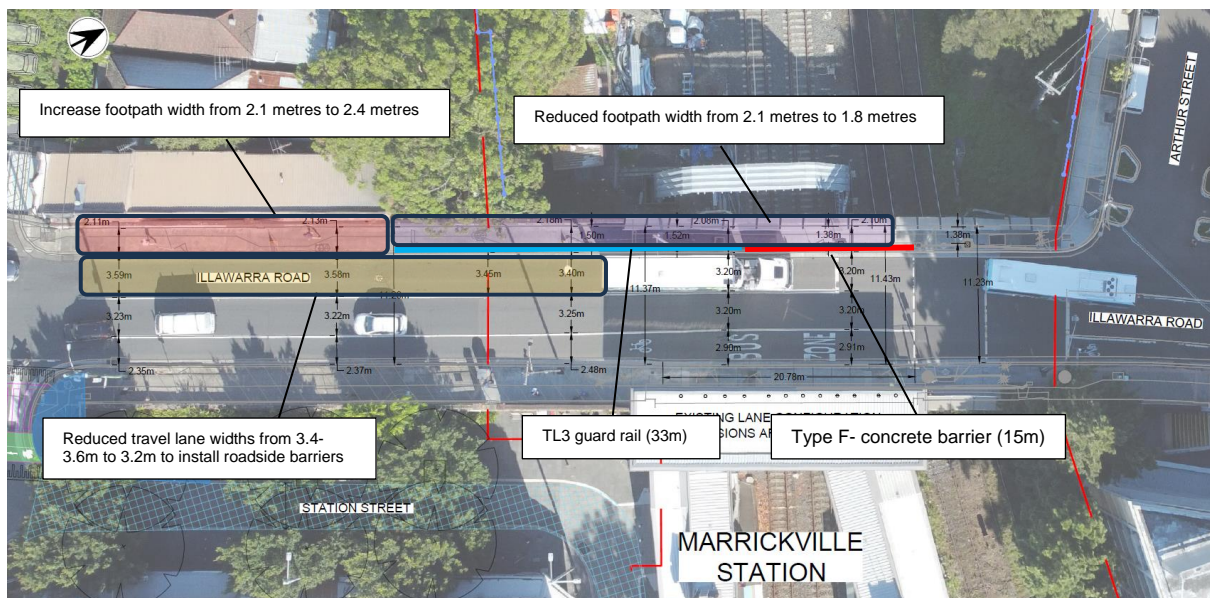 Increase footpath width from 2.1 metres to 2.4 metres
Reduced footpath width from 2.1 metres to 1.8 metres
ARTHUR STREET
2.11m
2.13m
2.18m
2.08m
2.10m
1.50m
1.52m
1.38m
1.38m
ILLAWARRA ROAD
3.59m
3.58m
3.45m
3.40m
3.20m
3.20m
11.37m
11.43m
11.23m
3.23m
3.22m
3.25m
3.20m
3.20m
ILLAWARRA ROAD
2.35m
2.37m
2.48m
2.90m
2.91m
BUS
ZONE
20.78m
EXISTING LANE CONFIGURATION
Reduced travel lane widths from 3.4-
3.6m to 3.2m to install roadside barriers
TL3 guard rail (33m)
Type F- concrete barrier (15m)
STATION STREET
MARRICKVILLE
STATION